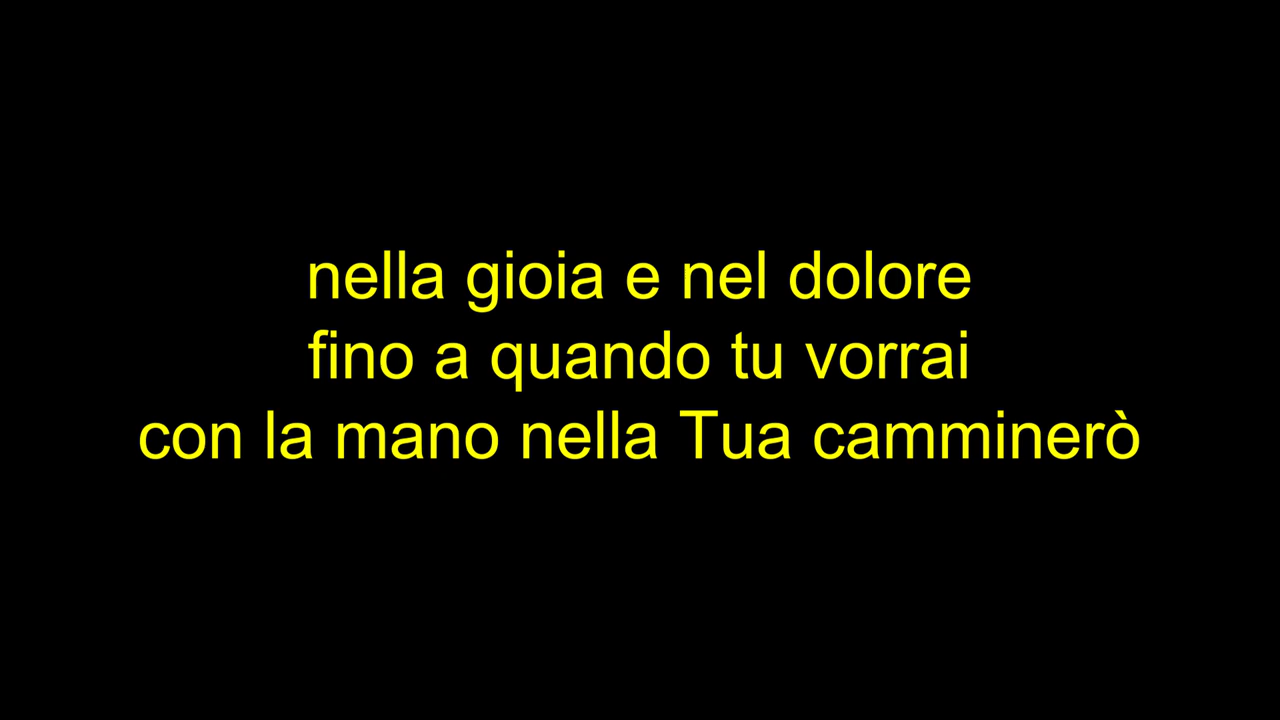 nella gioia e nel dolore
fino a quando tu vorrai
con la mano nella Tua camminerò